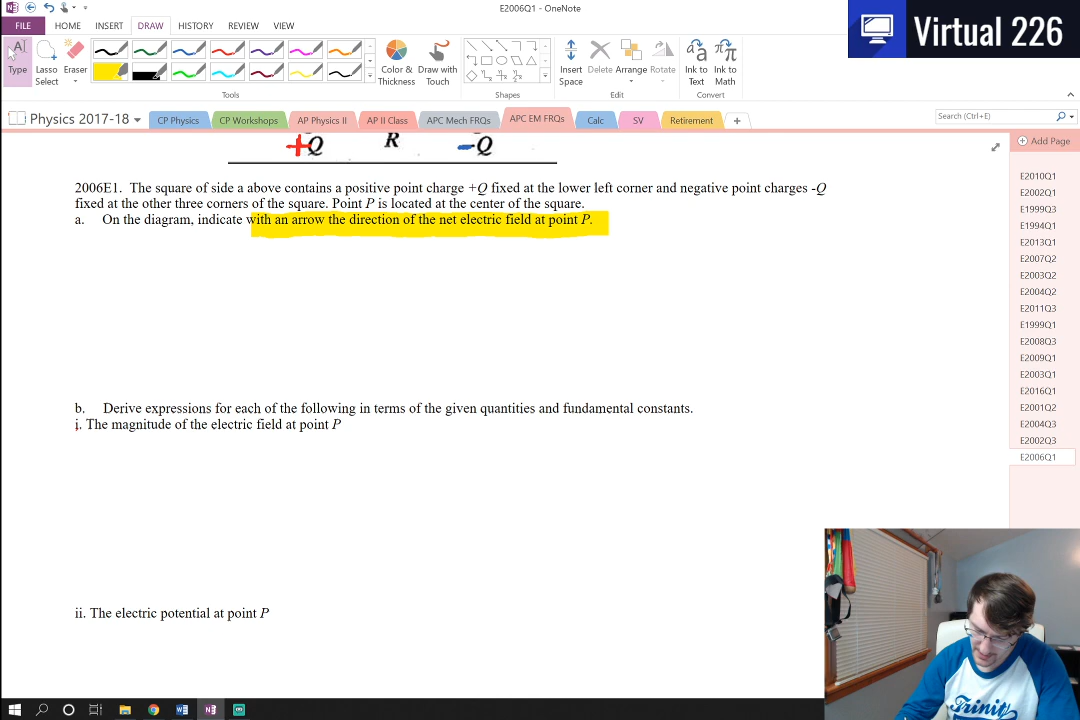 E2006Q1 - OneNote
FILE HOME INSERT DRAW HISTORY REVIEW VIEW
Virtual 226
A
Type
Lasso Select
Eraser
Color & Thickness
Draw with Touch
Insert Space
Delete
Arrange
Rotate
Ink to Text
Ink to Math
Tools
Shapes
Edit
Convert
Physics 2017-18
CP Physics
CP Workshops
AP Physics II
AP II Class
APC Mech FRQs
APC EM FRQs
Calc
SV
Retirement
+
Search (Ctrl+E)
Add Page
+Q R -Q
2006E1. The square of side a above contains a positive point charge +Q fixed at the lower left corner and negative point charges -Q
fixed at the other three corners of the square. Point P is located at the center of the square.
a. On the diagram, indicate with an arrow the direction of the net electric field at point P.
b. Derive expressions for each of the following in terms of the given quantities and fundamental constants.
i. The magnitude of the electric field at point P
ii. The electric potential at point P
E2010Q1
E2002Q1
E1999Q3
E1994Q1
E2013Q1
E2007Q2
E2003Q2
E2004Q2
E2011Q3
E1999Q1
E2008Q3
E2009Q1
E2003Q1
E2016Q1
E2001Q2
E2004Q3
E2002Q3
E2006Q1
Trinity